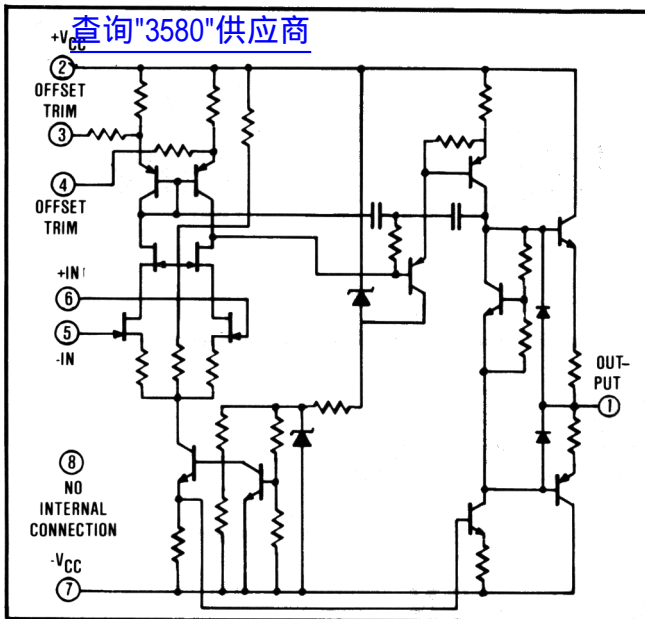 查询"3580"供应商
+VCC
2
OFFSET
TRIM
3
4
OFFSET
TRIM
+IN
6
5
-IN
OUT-
PUT
1
8
NO
INTERNAL
CONNECTION
-VCC
7